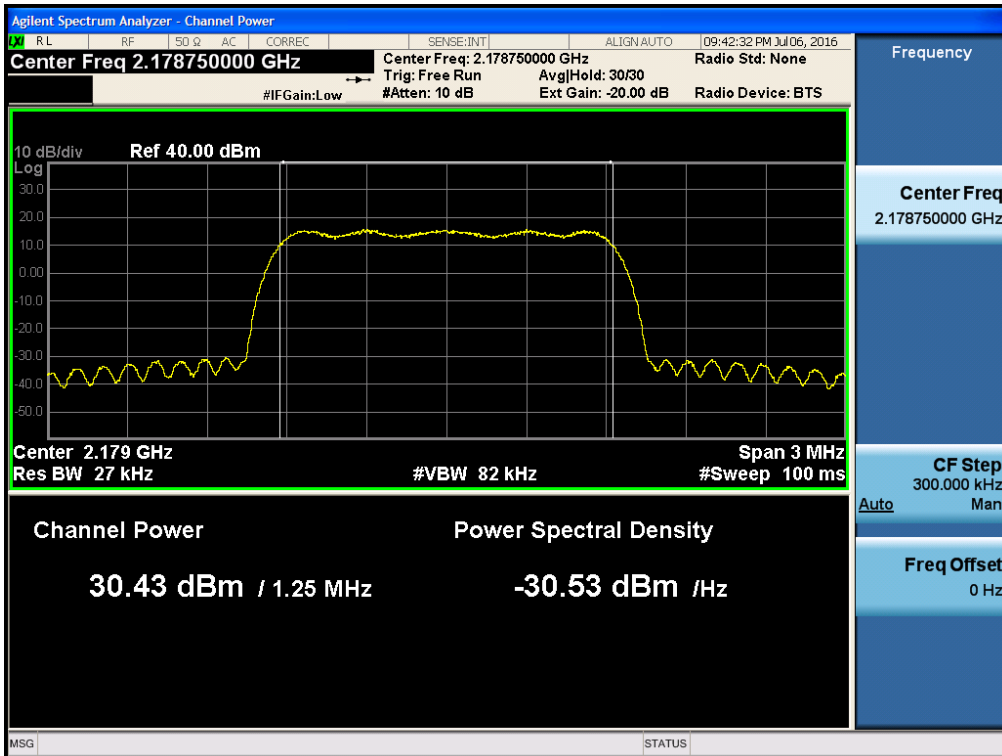 Agilent Spectrum Analyzer - Channel Power
LXI RL RF 50 Ω AC CORREC SENSE:INT ALIGN AUTO 09:42:32 PM Jul 06, 2016
Center Freq 2.178750000 GHz
Center Freq: 2.178750000 GHz Radio Std: None
Trig: Free Run Avg|Hold: 30/30
#IFGain:Low #Atten: 10 dB Ext Gain: -20.00 dB Radio Device: BTS
10 dB/div Ref 40.00 dBm
Log
30.0
20.0
10.0
0.00
-10.0
-20.0
-30.0
-40.0
-50.0
Center 2.179 GHz Span 3 MHz
Res BW 27 kHz #VBW 82 kHz #Sweep 100 ms
Channel Power Power Spectral Density
30.43 dBm / 1.25 MHz -30.53 dBm /Hz
Frequency
Center Freq
2.178750000 GHz
CF Step
300.000 kHz
Auto Man
Freq Offset
0 Hz
MSG STATUS